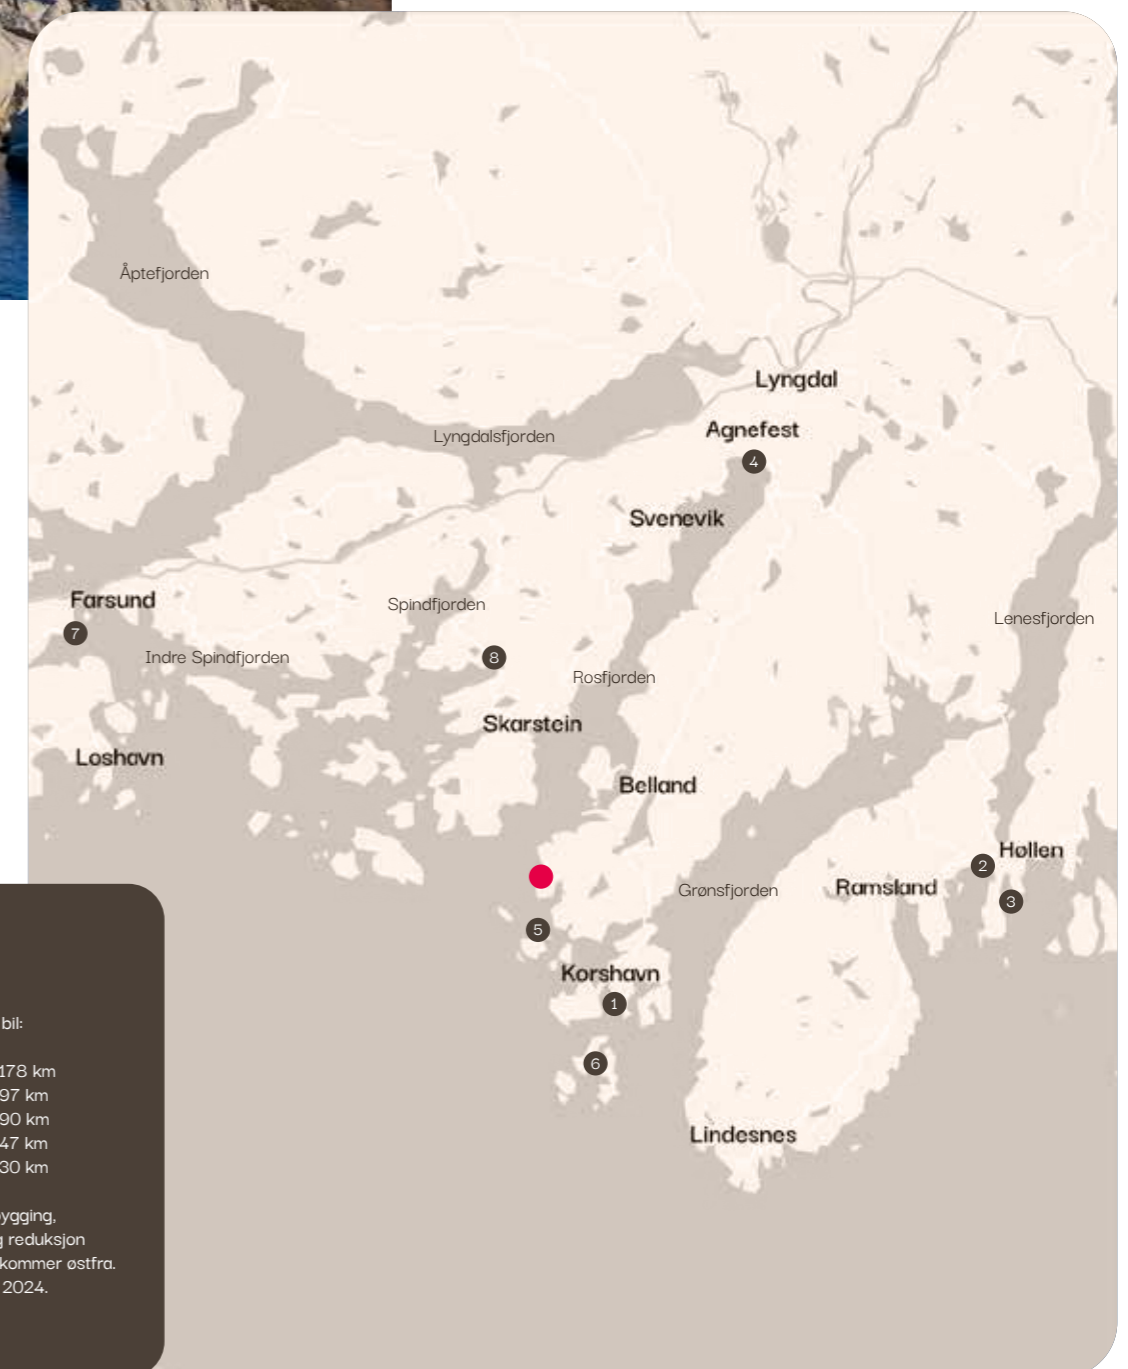 Åptefjorden
Lyngdal
Agnefest
Lyngdalsfjorden
4
Svenevik
Farsund
Spindfjorden
Lenesfjorden
7
Indre Spindfjorden
8
Rosfjorden
Skarstein
Loshavn
Belland
Høllen
2
Grønsfjorden
Ramsland
3
5
Korshavn
1
6
Lindesnes
bil:
178 km
97 km
90 km
47 km
30 km
reduksjon
kommer østfra.
2024.